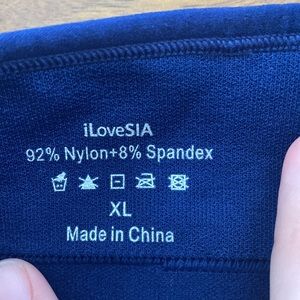 iLoveSIA
92% Nylon+8% Spandex
XL
Made in China